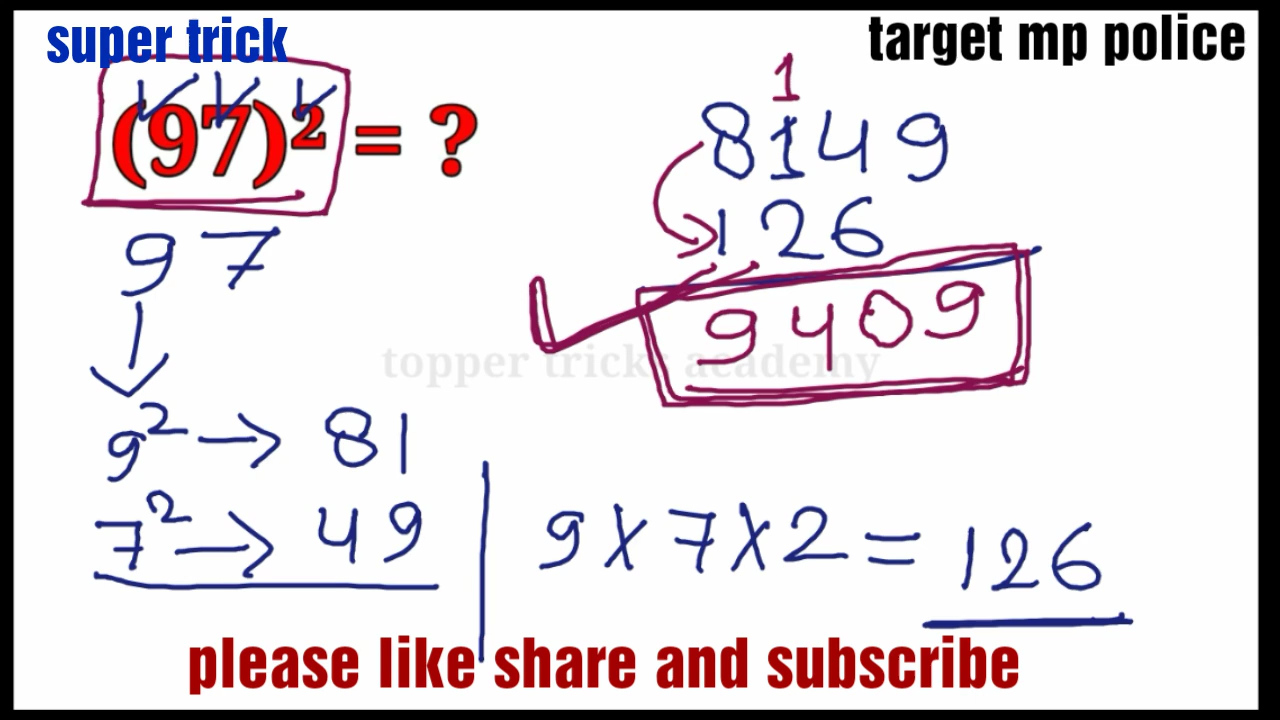 super trick
target mp police
(97)² = ?
1
8149
126
9409
97
topper tricks academy
9² → 81
7² → 49
9 x 7 x 2 = 126
please like share and subscribe